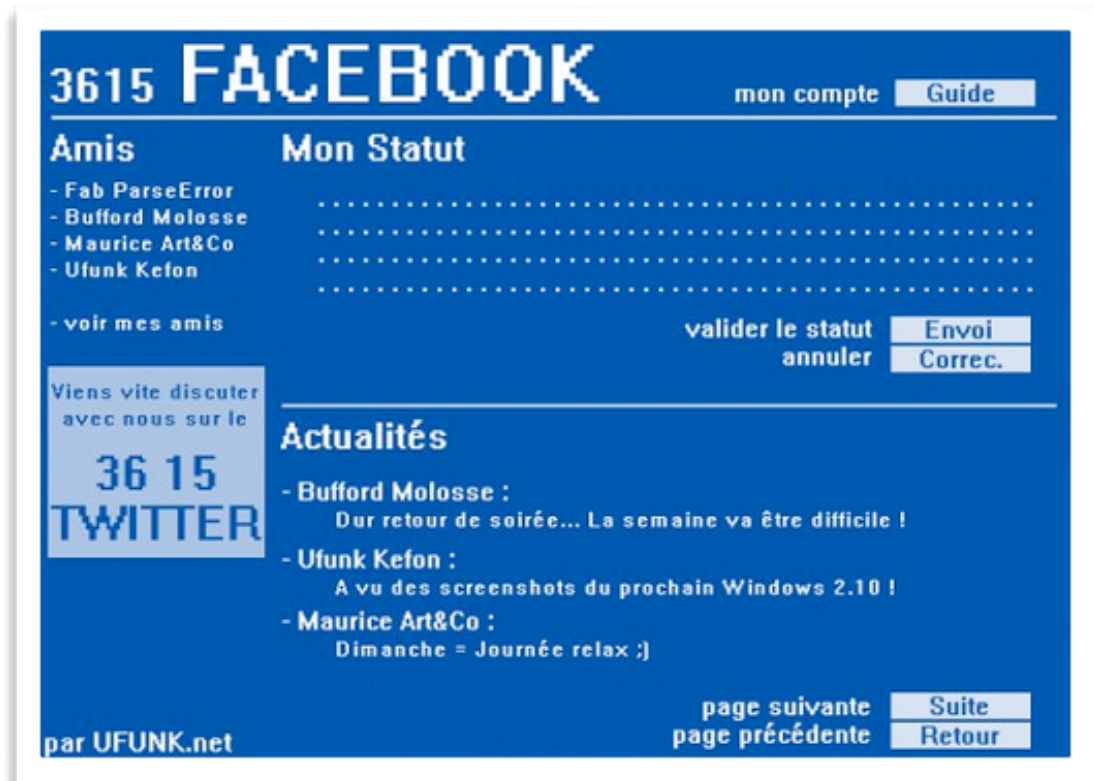 3615 FACEBOOK
mon compte Guide
Amis
- Fab ParseError
- Bufford Molosse
- Maurice Art&Co
- Ufunk Kefon
- voir mes amis
Viens vite discuter
avec nous sur le
36 15
TWITTER
Mon Statut
....................................................
....................................................
....................................................
....................................................
valider le statut Envoi
annuler Correc.
Actualités
- Bufford Molosse :
Dur retour de soirée... La semaine va être difficile !
- Ufunk Kefon :
A vu des screenshots du prochain Windows 2.10 !
- Maurice Art&Co :
Dimanche = Journée relax ;)
page suivante Suite
page précédente Retour
par UFUNK.net